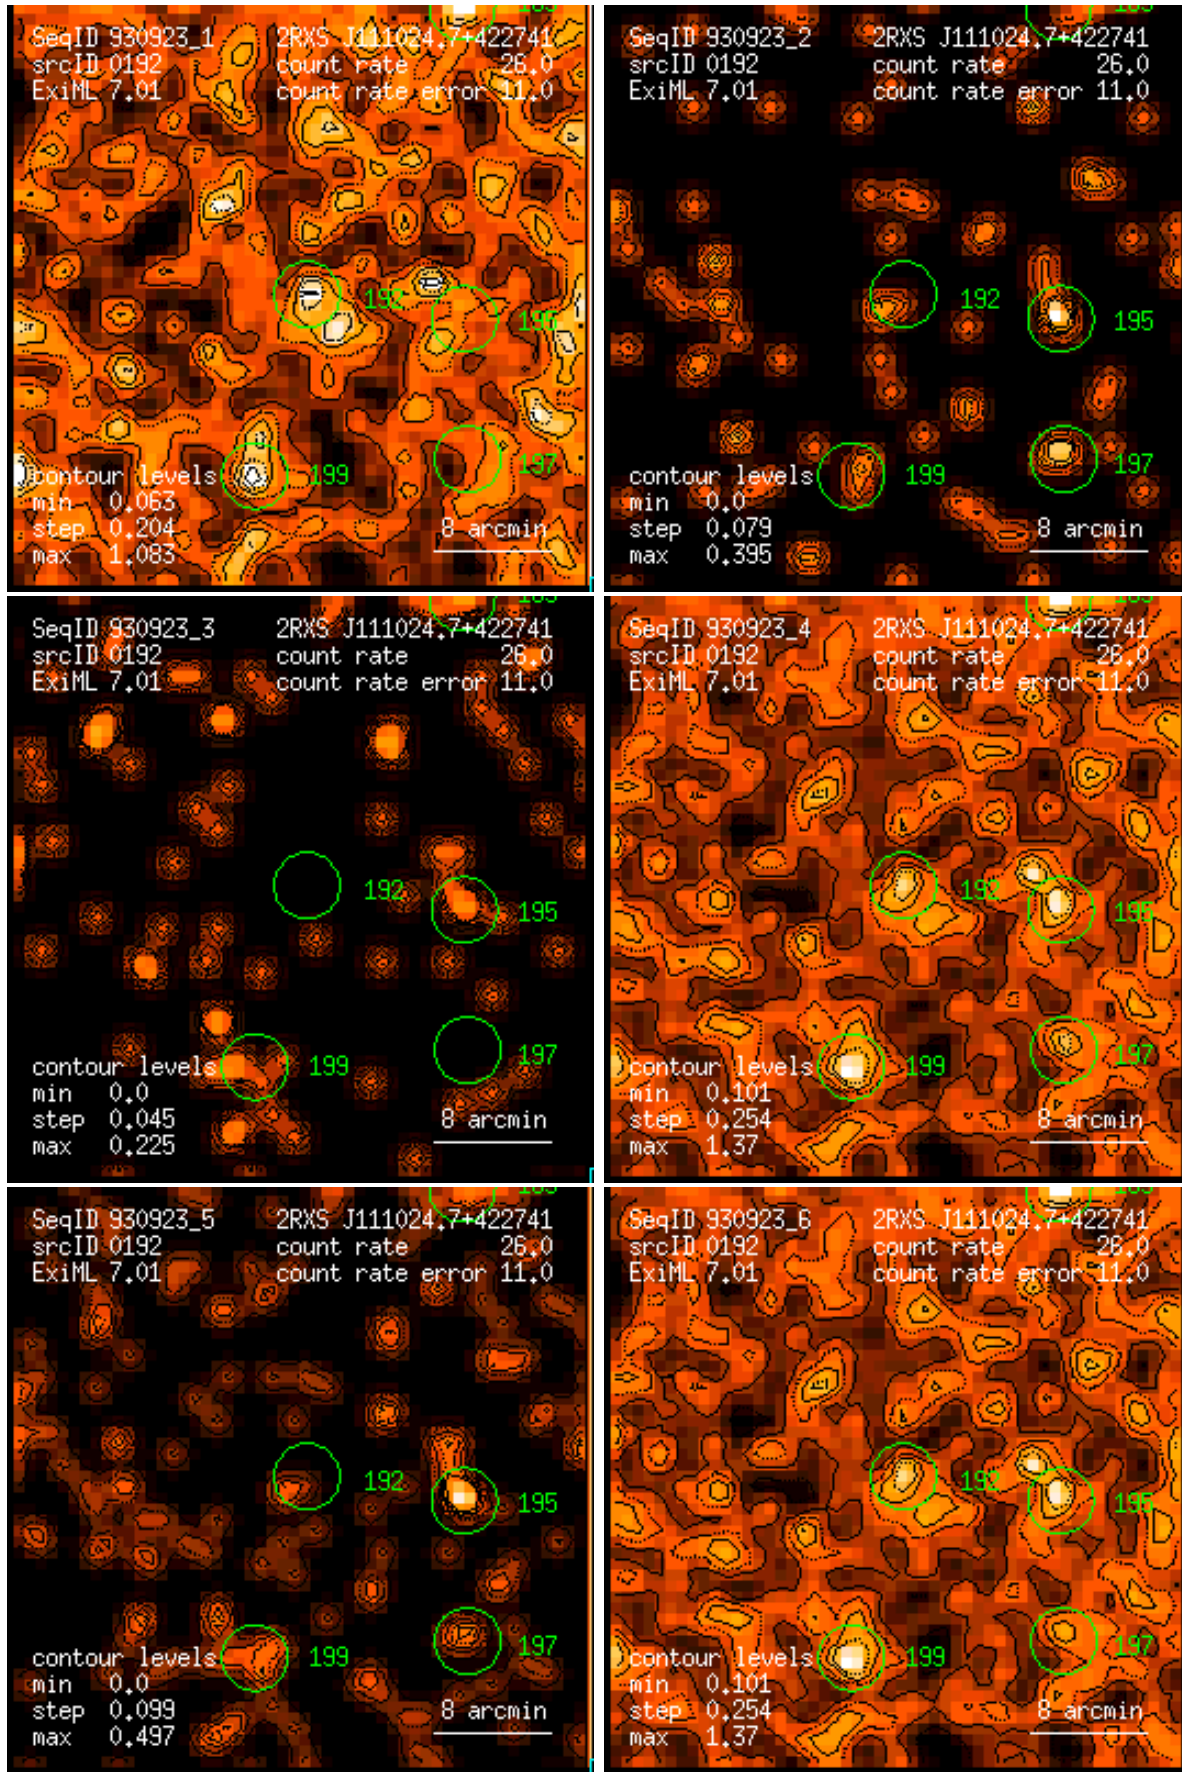 183
SeqID 930923_1 2RXS J111024.7+422741
srcID 0192 count rate 26.0
ExiML 7.01 count rate error 11.0
192
195
197
199
contour levels
min 0.063
step 0.204
max 1.083
8 arcmin
SeqID 930923_2 2RXS J111024.7+422741
srcID 0192 count rate 26.0
ExiML 7.01 count rate error 11.0
192
195
197
199
contour levels
min 0.0
step 0.079
max 0.395
8 arcmin
SeqID 930923_3 2RXS J111024.7+422741
srcID 0192 count rate 26.0
ExiML 7.01 count rate error 11.0
192
195
197
199
contour levels
min 0.0
step 0.045
max 0.225
8 arcmin
SeqID 930923_4 2RXS J111024.7+422741
srcID 0192 count rate 26.0
ExiML 7.01 count rate error 11.0
192
195
197
199
contour levels
min 0.101
step 0.254
max 1.37
8 arcmin
SeqID 930923_5 2RXS J111024.7+422741
srcID 0192 count rate 26.0
ExiML 7.01 count rate error 11.0
192
195
197
199
contour levels
min 0.0
step 0.099
max 0.497
8 arcmin
SeqID 930923_6 2RXS J111024.7+422741
srcID 0192 count rate 26.0
ExiML 7.01 count rate error 11.0
192
195
197
199
contour levels
min 0.101
step 0.254
max 1.37
8 arcmin